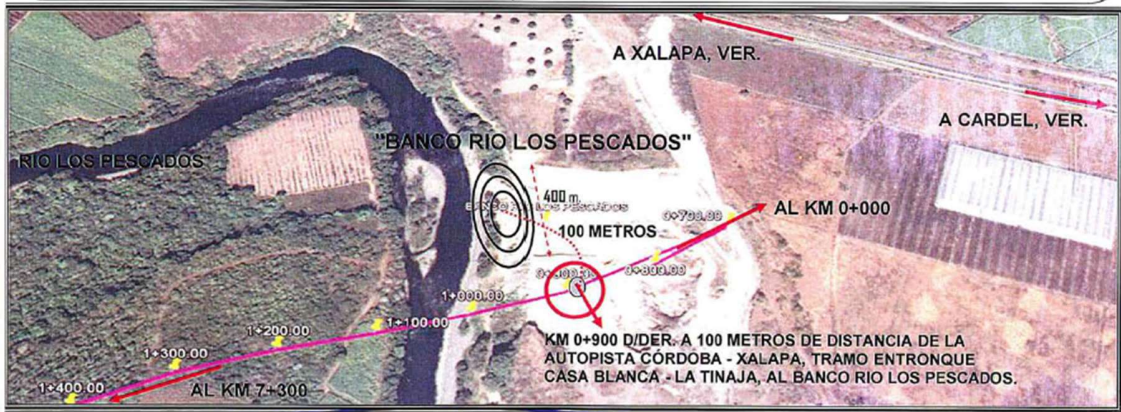 A XALAPA, VER.
A CARDEL, VER.
"BANCO RIO LOS PESCADOS"
RIO LOS PESCADOS
400 m.
LOS PESCADOS
0+700.00
AL KM 0+000
100 METROS
0+800.00
1+000.00
1+100.00
1+200.00
1+300.00
1+400.00
AL KM 7+300
KM 0+900 D/DER. A 100 METROS DE DISTANCIA DE LA
AUTOPISTA CÓRDOBA - XALAPA, TRAMO ENTRONQUE
CASA BLANCA - LA TINAJA, AL BANCO RIO LOS PESCADOS.